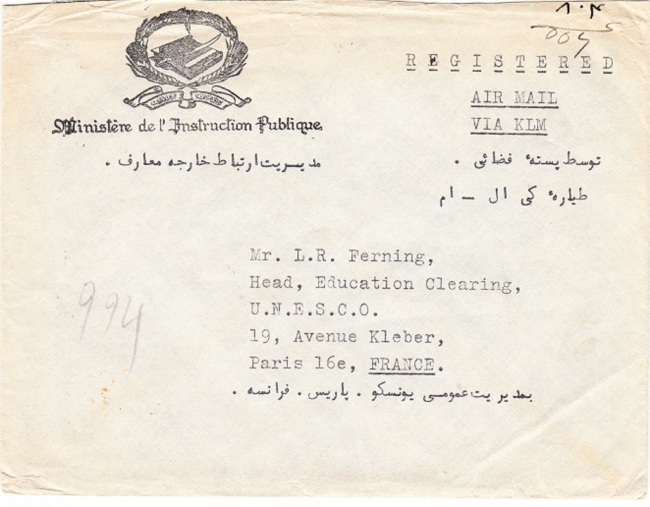 Ministère de l'Instruction Publique.
مدیریت ارتباط خارجه معارف .
REGISTERED
AIR MAIL
VIA KLM
توسط پستهٔ فضائی .
طیارهٔ کی ال - ام
Mr. L.R. Ferning,
Head, Education Clearing,
U.N.E.S.C.O.
19, Avenue Kleber,
Paris 16e, FRANCE.
بمدیریت عمومی یونسکو . پاریس . فرانسه .
994